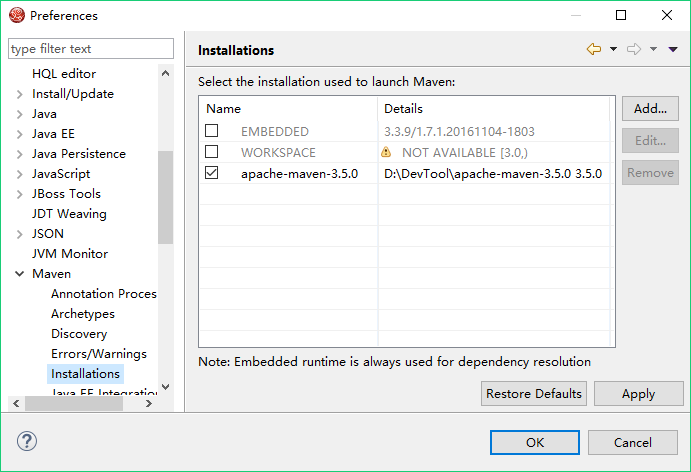 Preferences
type filter text
HQL editor
Install/Update
Java
Java EE
Java Persistence
JavaScript
JBoss Tools
JDT Weaving
JSON
JVM Monitor
Maven
Annotation Proces
Archetypes
Discovery
Errors/Warnings
Installations
Java EE Integration
Installations
Select the installation used to launch Maven:
Name Details
EMBEDDED 3.3.9/1.7.1.20161104-1803
WORKSPACE NOT AVAILABLE [3.0,)
apache-maven-3.5.0 D:\DevTool\apache-maven-3.5.0 3.5.0
Add...
Edit...
Remove
Note: Embedded runtime is always used for dependency resolution
Restore Defaults Apply
OK Cancel